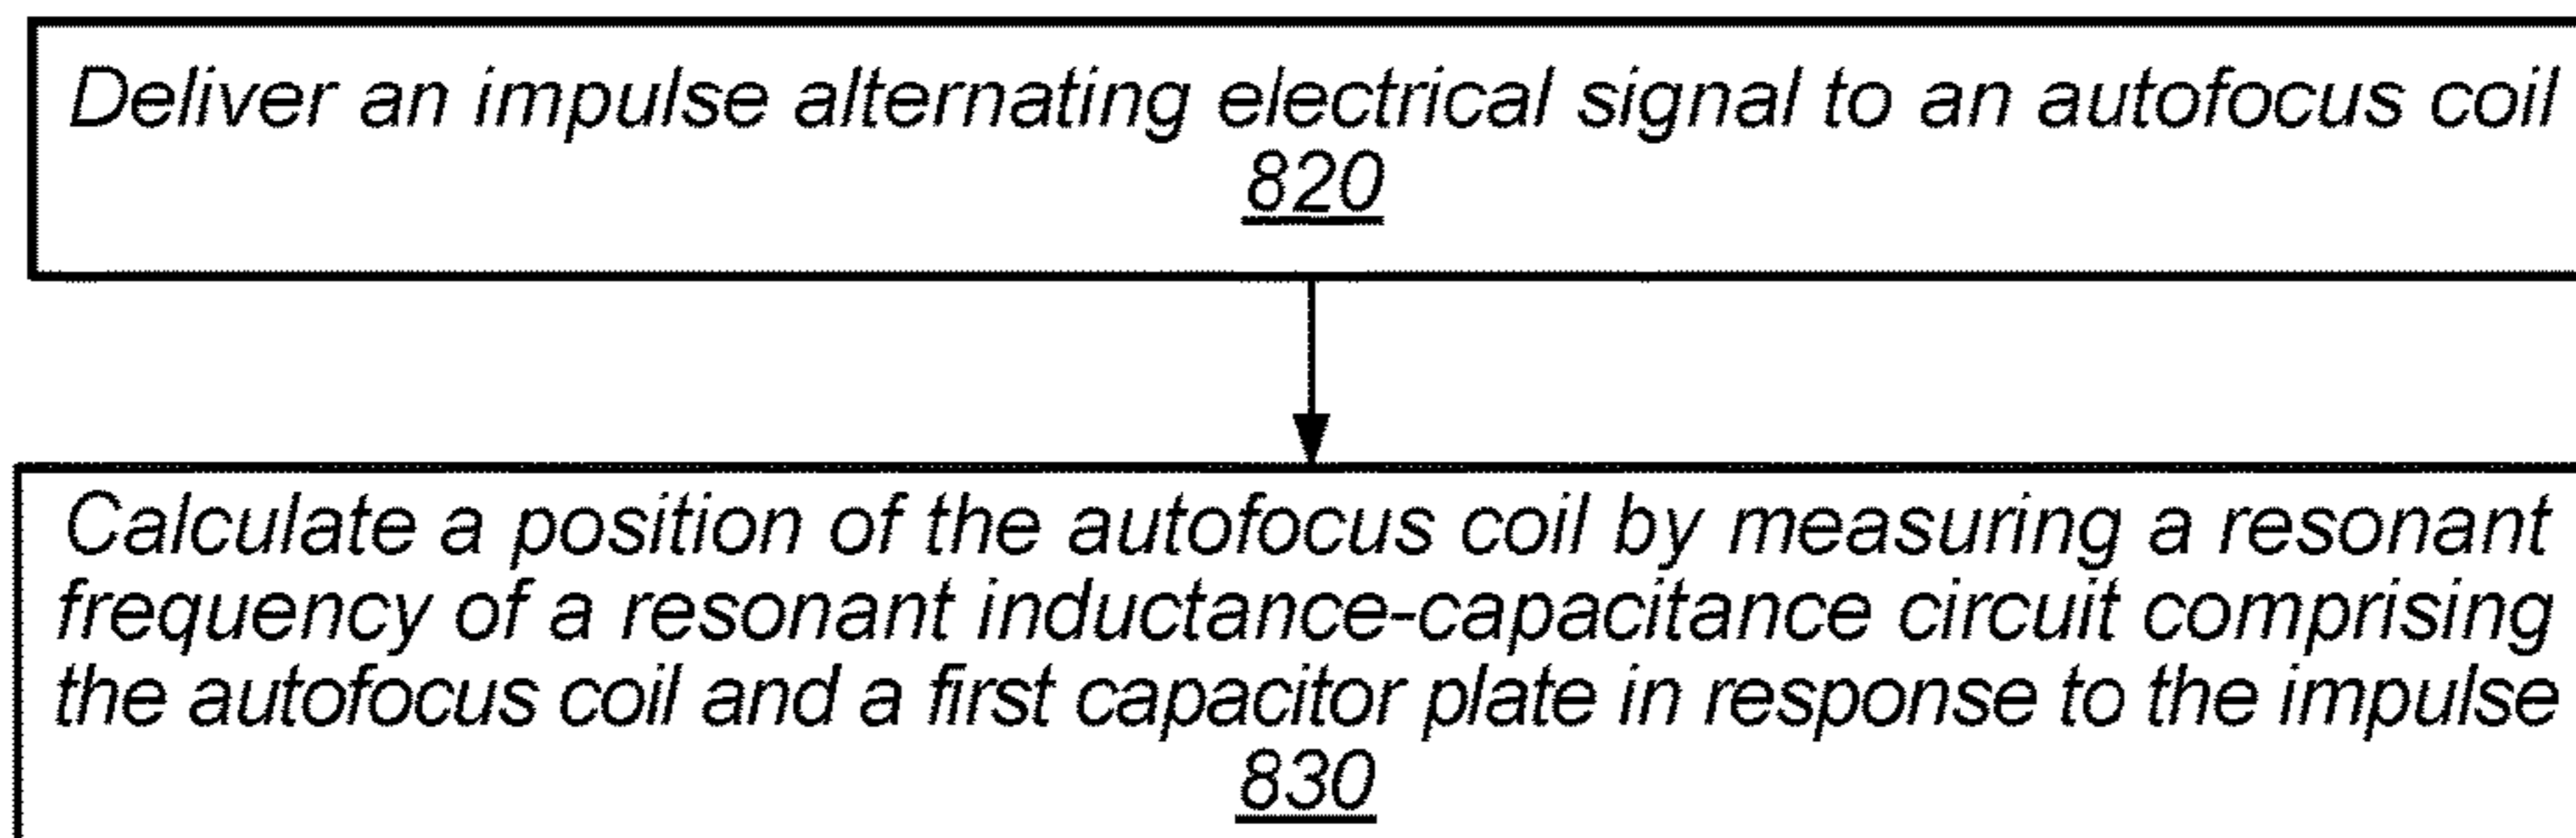 Deliver an impulse alternating electrical signal to an autofocus coil
820
Calculate a position of the autofocus coil by measuring a resonant
frequency of a resonant inductance-capacitance circuit comprising
the autofocus coil and a first capacitor plate in response to the impulse
830